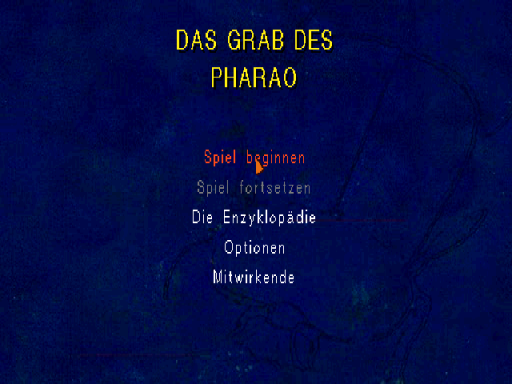 DAS GRAB DES
PHARAO
Spiel beginnen
Spiel fortsetzen
Die Enzyklopädie
Optionen
Mitwirkende